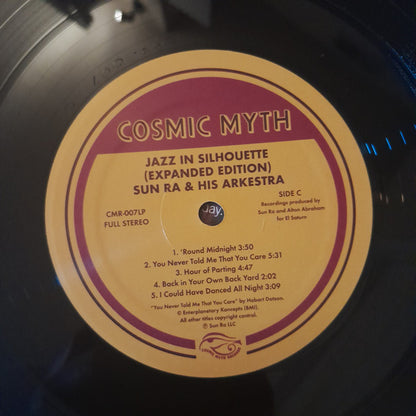 COSMIC MYTH
JAZZ IN SILHOUETTE
(EXPANDED EDITION)
SUN RA & HIS ARKESTRA
SIDE C
CMR-007LP
FULL STEREO
Recordings produced by
Sun Ra and Alton Abraham
for El Saturn
1. 'Round Midnight 3:50
2. You Never Told Me That You Care 5:31
3. Hour of Parting 4:47
4. Back in Your Own Back Yard 2:02
5. I Could Have Danced All Night 3:09
"You Never Told Me That You Care" by Hobart Dotson.
© Enterplanetary Koncepts (BMI).
All other titles copyright control.
℗ Sun Ra LLC
COSMIC MYTH RECORDS